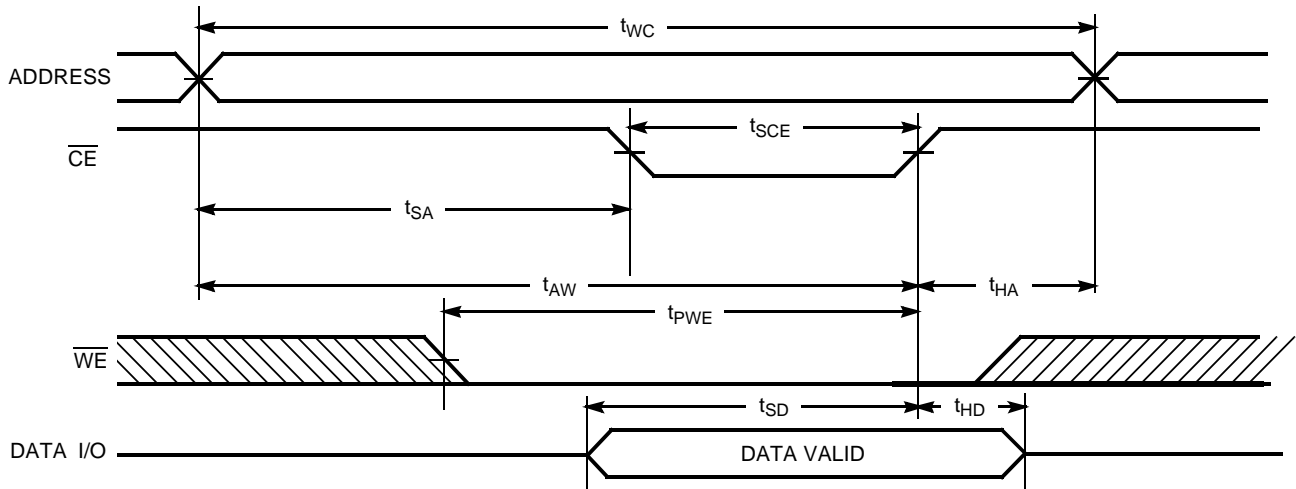 tWC
ADDRESS
tSCE
CE
tSA
tAW
tHA
tPWE
WE
tSD
tHD
DATA I/O
DATA VALID